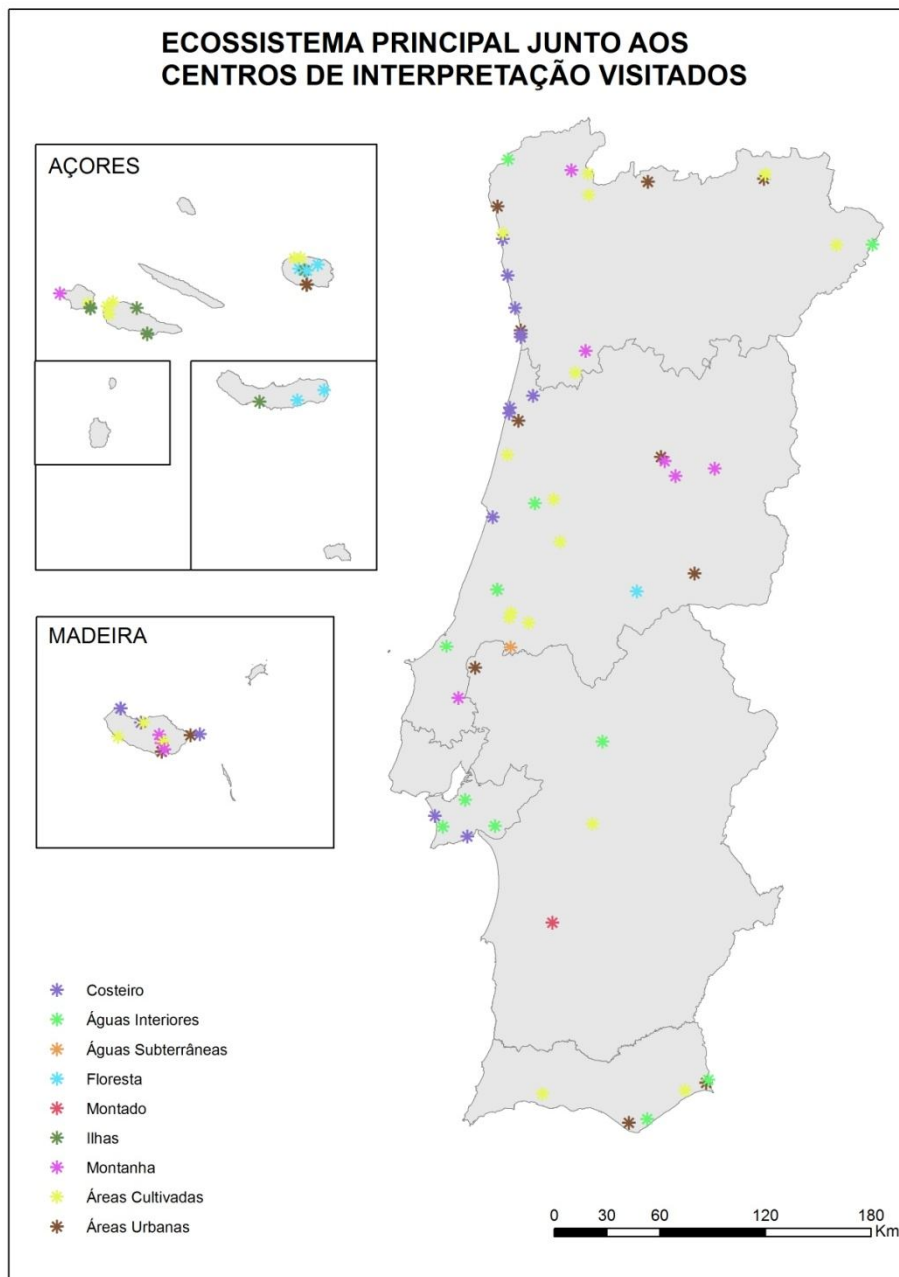 ECOSSISTEMA PRINCIPAL JUNTO AOS
CENTROS DE INTERPRETAÇÃO VISITADOS
AÇORES
MADEIRA
Costeiro
Águas Interiores
Águas Subterrâneas
Floresta
Montado
Ilhas
Montanha
Áreas Cultivadas
Áreas Urbanas
0 30 60 120 180
Km